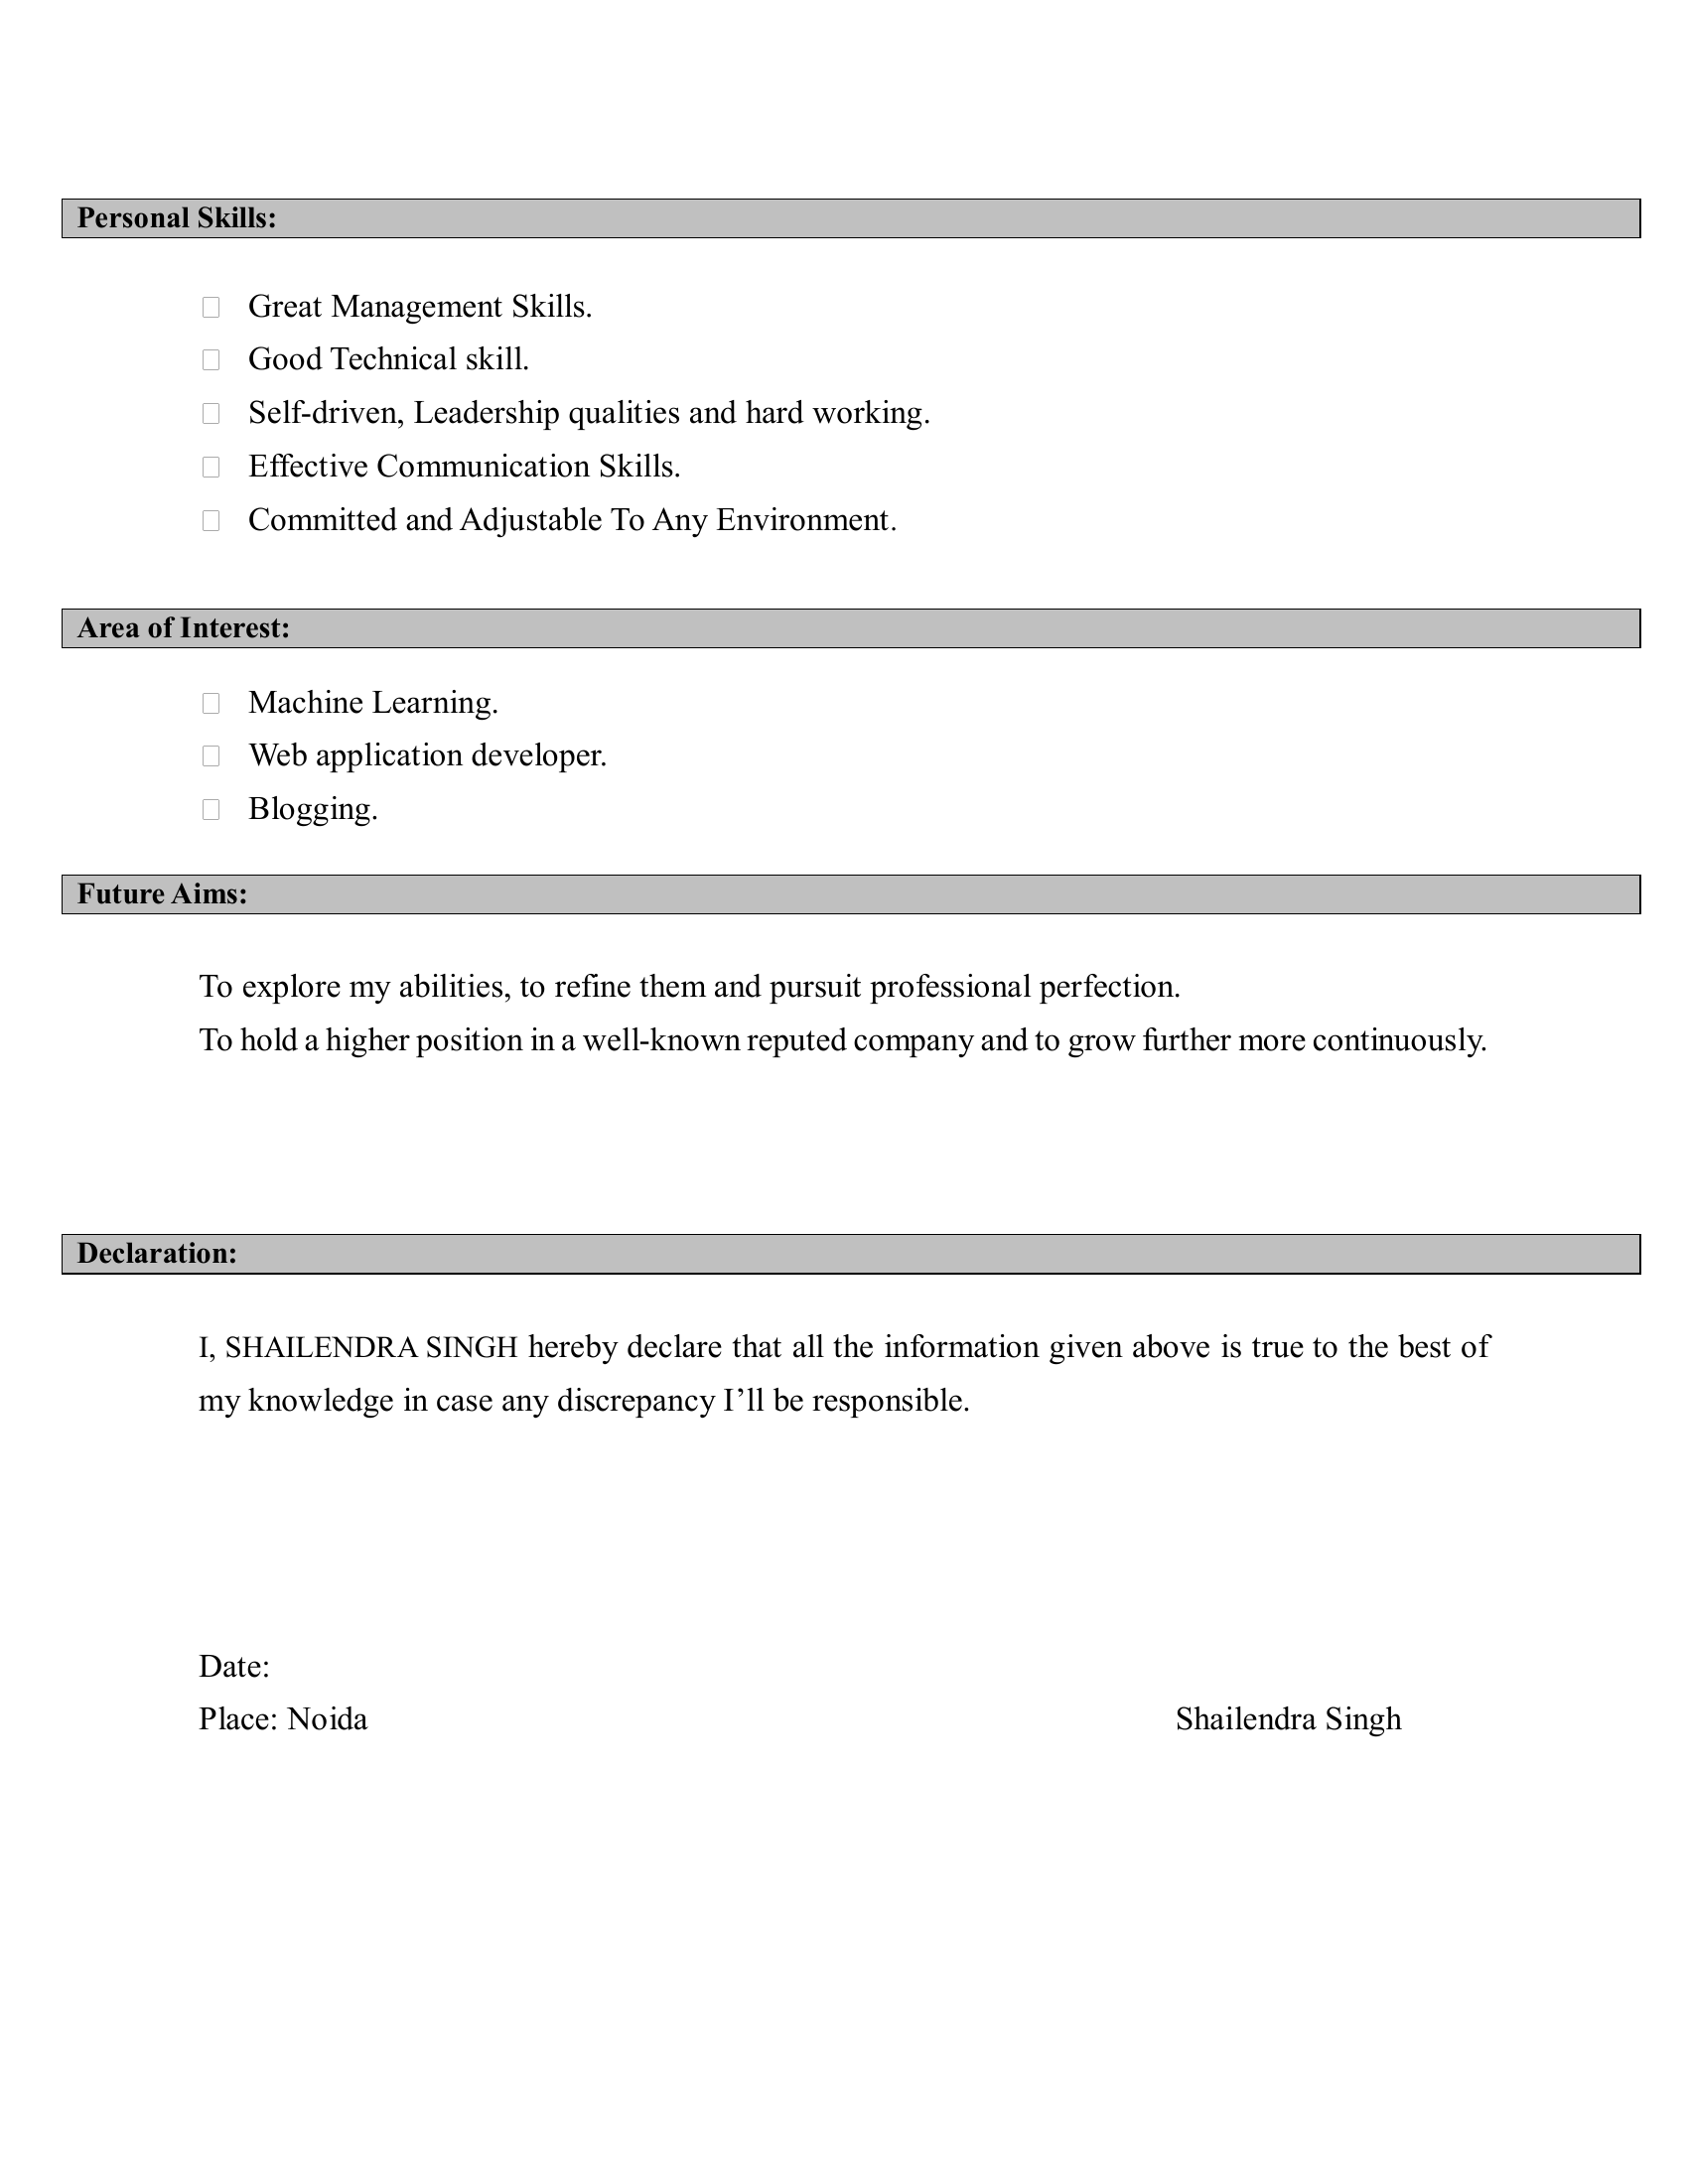 Personal Skills:
Great Management Skills.
Good Technical skill.
Self-driven, Leadership qualities and hard working.
Effective Communication Skills.
Committed and Adjustable To Any Environment.
Area of Interest:
Machine Learning.
Web application developer.
Blogging.
Future Aims:
To explore my abilities, to refine them and pursuit professional perfection.
To hold a higher position in a well-known reputed company and to grow further more continuously.
Declaration:
I, SHAILENDRA SINGH hereby declare that all the information given above is true to the best of
my knowledge in case any discrepancy I’ll be responsible.
Date:
Place: Noida Shailendra Singh